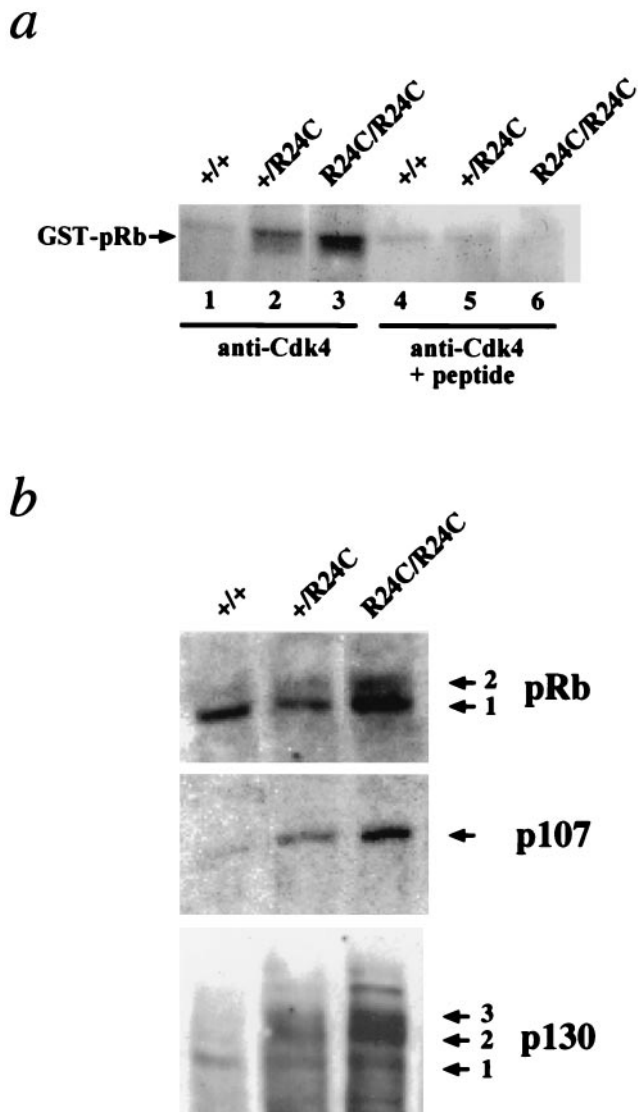 a
+/+ +/R24C R24C/R24C +/+ +/R24C R24C/R24C
GST-pRb
1 2 3 4 5 6
anti-Cdk4 anti-Cdk4
+ peptide
b
+/+ +/R24C R24C/R24C
2
1
pRb
p107
3
2
1
p130